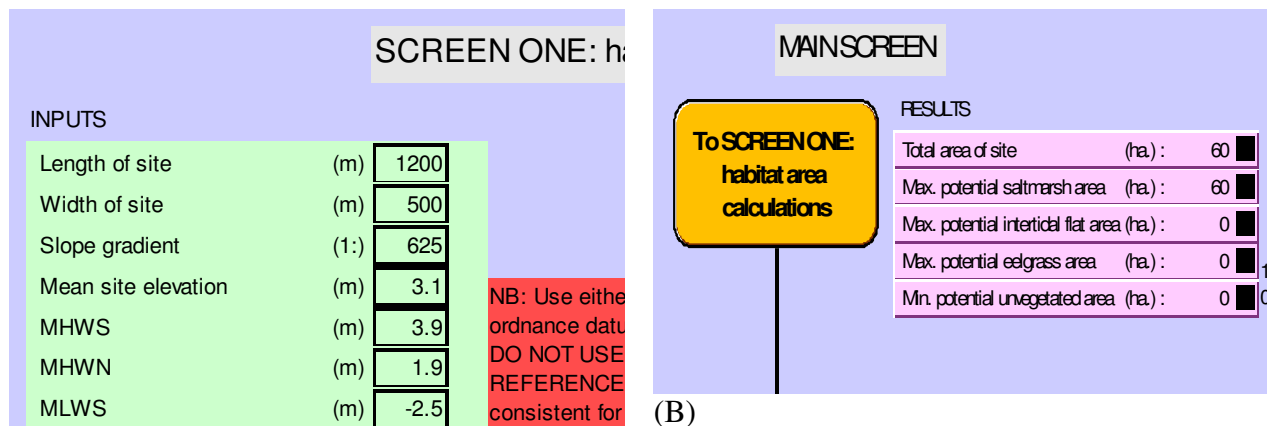 SCREEN ONE: ha
INPUTS
Length of site (m) 1200
Width of site (m) 500
Slope gradient (1:) 625
Mean site elevation (m) 3.1
MHWS (m) 3.9
MHWN (m) 1.9
MLWS (m) -2.5
NB: Use eithe
ordnance datu
DO NOT USE
REFERENCE
consistent for
MAIN SCREEN
To SCREEN ONE:
habitat area
calculations
RESULTS
Total area of site (ha.) : 60
Max. potential saltmarsh area (ha.) : 60
Max. potential intertidal flat area (ha.) : 0
Max. potential eelgrass area (ha.) : 0
Min. potential unvegetated area (ha.) : 0
(B)